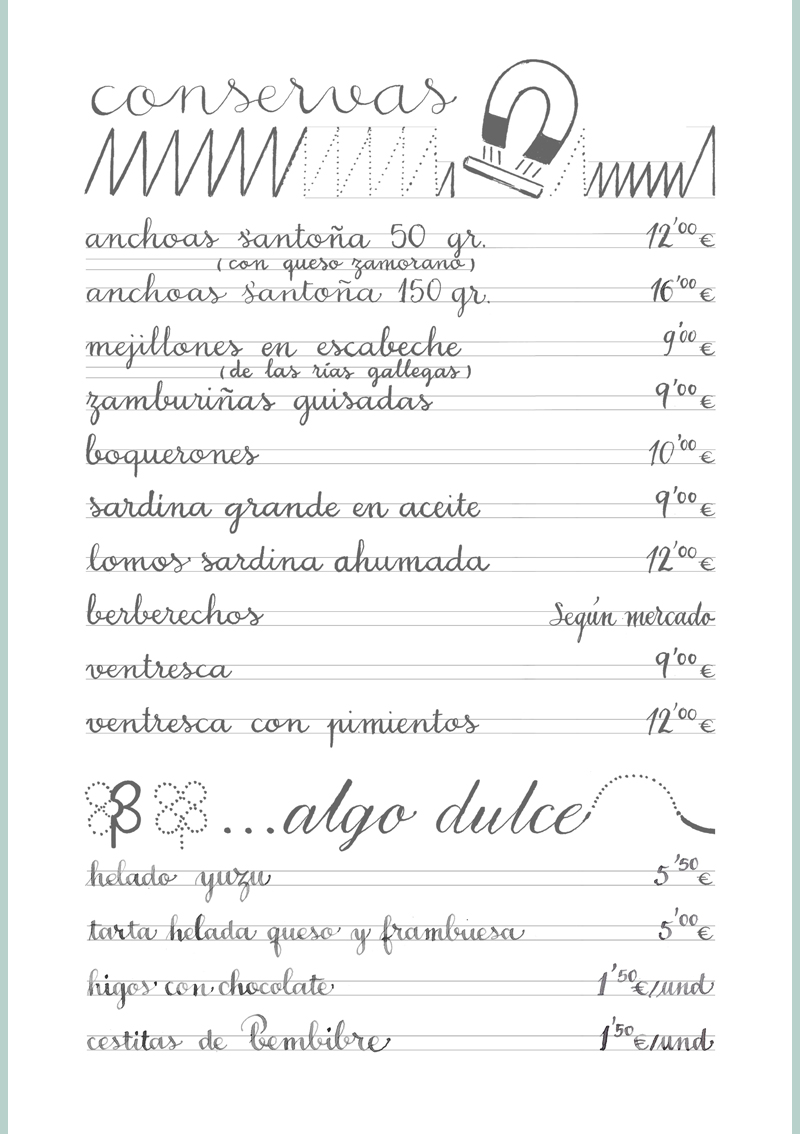 conservas
anchoas santoña 50 gr. 12'00€
(con queso zamorano)
anchoas santoña 150 gr. 16'00€
mejillones en escabeche 9'00€
(de las rías gallegas)
zamburiñas guisadas 9'00€
boquerones 10'00€
sardina grande en aceite 9'00€
lomos sardina ahumada 12'00€
berberechos Según mercado
ventresca 9'00€
ventresca con pimientos 12'00€
...algo dulce
helado yuzu 5'50€
tarta helada queso y frambuesa 5'00€
higos con chocolate 1'50€/und
cestitas de Bembibre 1'50€/und